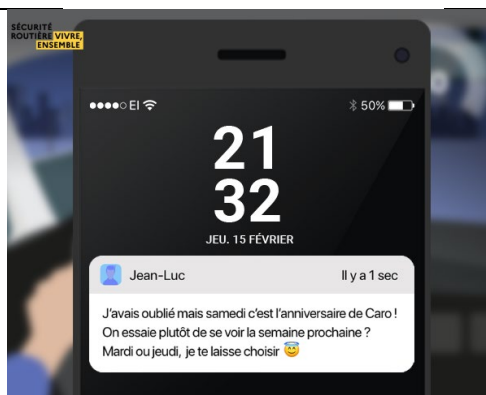 SÉCURITÉ
ROUTIÈRE VIVRE,
ENSEMBLE
EI 50%
21
32
JEU. 15 FÉVRIER
Jean-Luc Il y a 1 sec
J'avais oublié mais samedi c'est l'anniversaire de Caro !
On essaie plutôt de se voir la semaine prochaine ?
Mardi ou jeudi, je te laisse choisir 😇